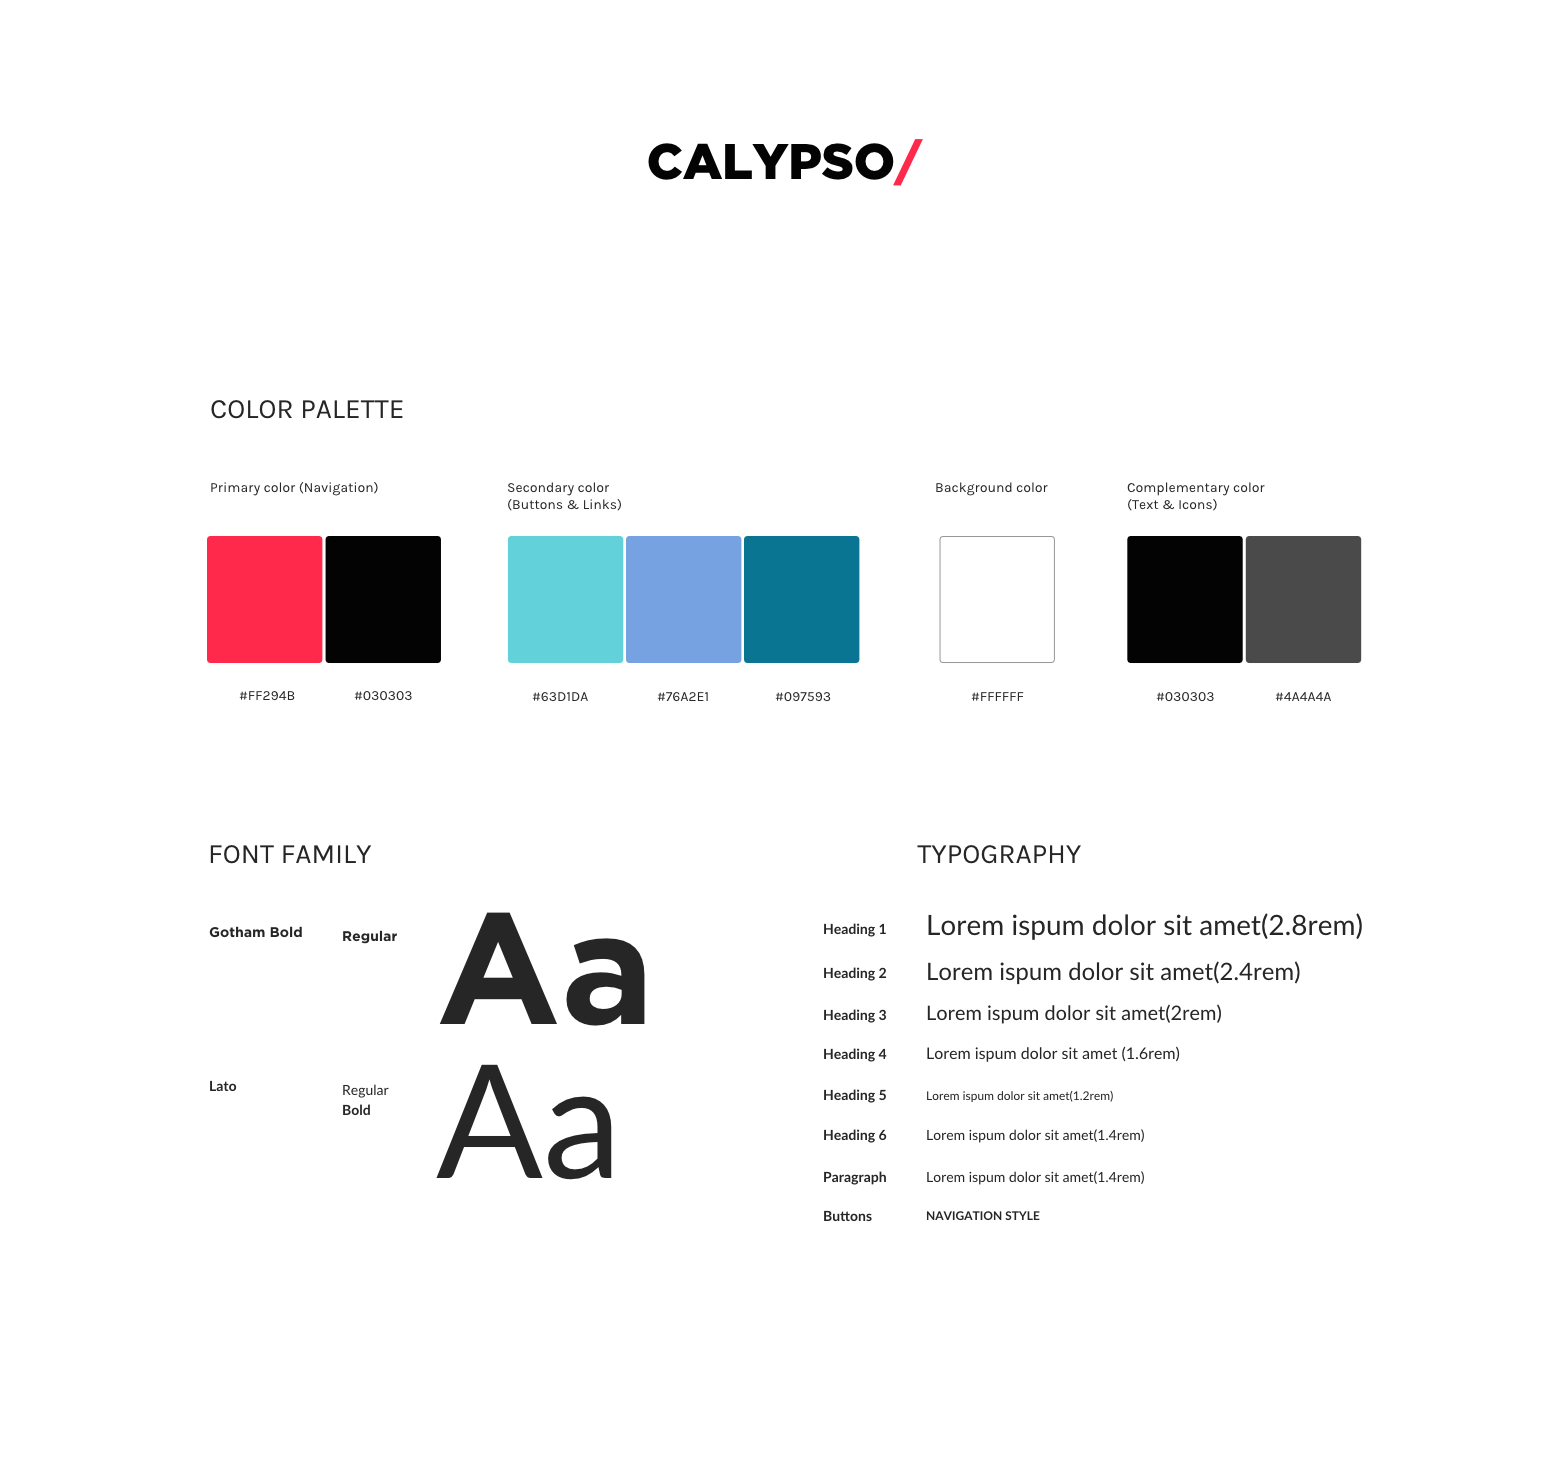 CALYPSO/
COLOR PALETTE
Primary color (Navigation)
Secondary color
(Buttons & Links)
Background color
Complementary color
(Text & Icons)
#FF294B
#030303
#63D1DA
#76A2E1
#097593
#FFFFFF
#030303
#4A4A4A
FONT FAMILY
Gotham Bold
Regular
Aa
Lato
Regular
Bold
Aa
TYPOGRAPHY
Heading 1 Lorem ispum dolor sit amet(2.8rem)
Heading 2 Lorem ispum dolor sit amet(2.4rem)
Heading 3 Lorem ispum dolor sit amet(2rem)
Heading 4 Lorem ispum dolor sit amet (1.6rem)
Heading 5 Lorem ispum dolor sit amet(1.2rem)
Heading 6 Lorem ispum dolor sit amet(1.4rem)
Paragraph Lorem ispum dolor sit amet(1.4rem)
Buttons NAVIGATION STYLE